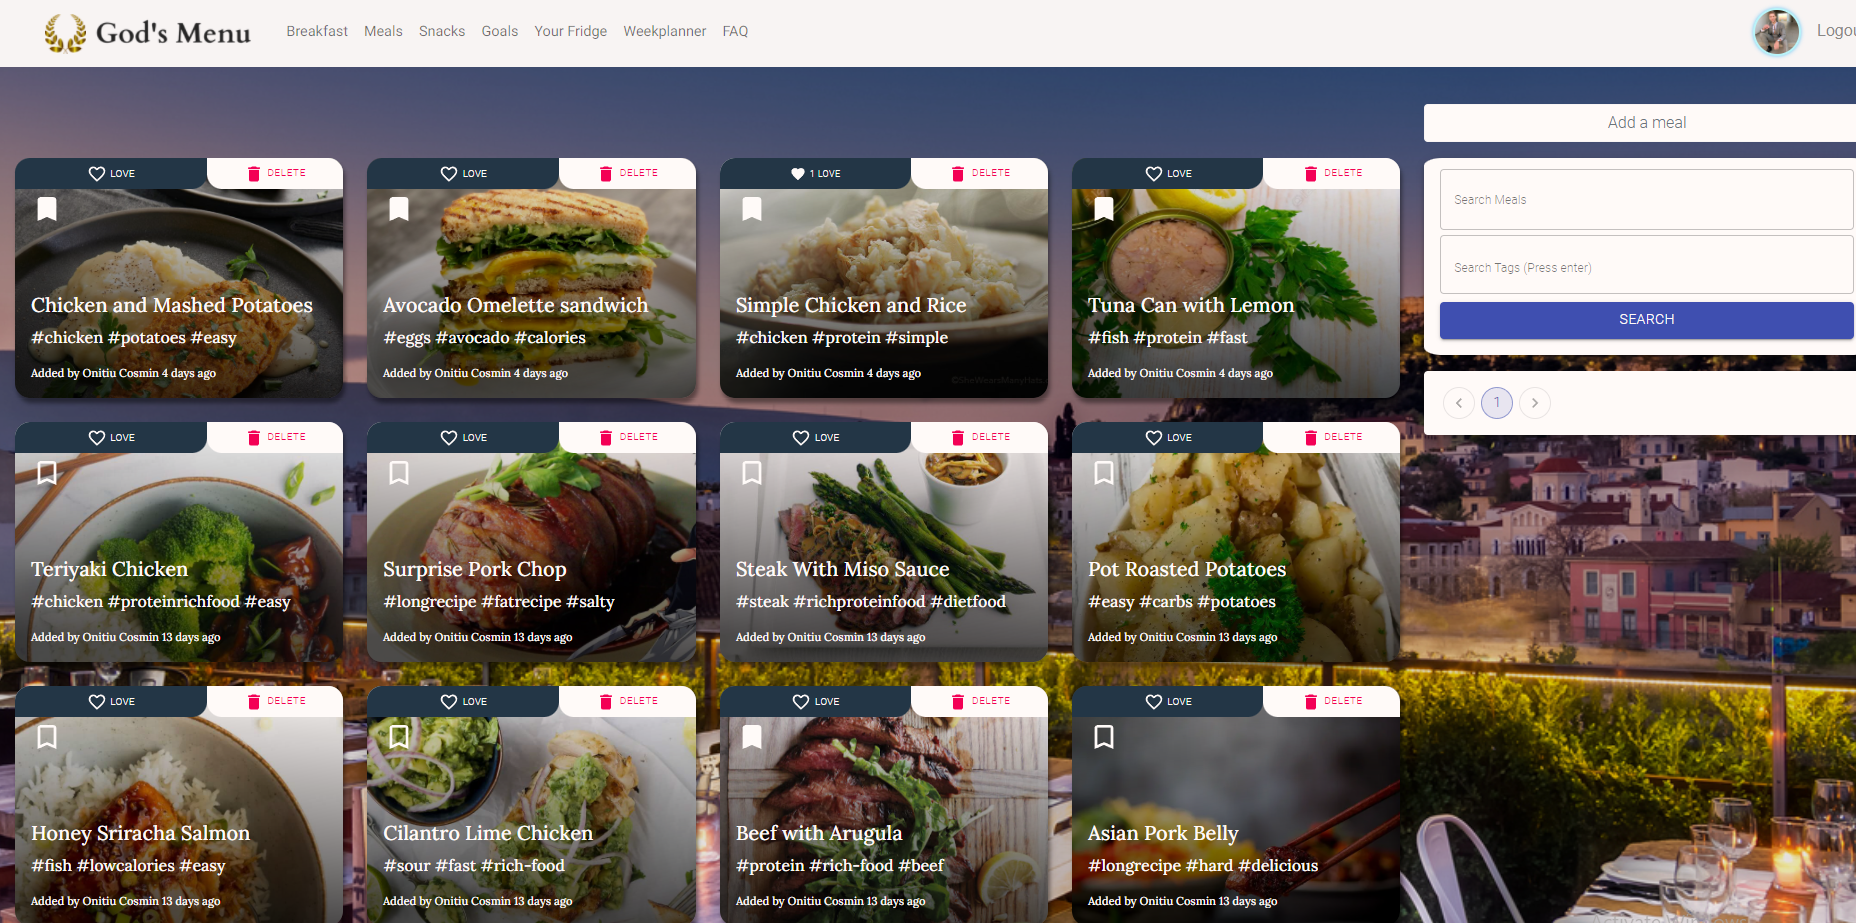 God's Menu
Breakfast Meals Snacks Goals Your Fridge Weekplanner FAQ
Logou
Add a meal
LOVE DELETE
Chicken and Mashed Potatoes
#chicken #potatoes #easy
Added by Onitiu Cosmin 4 days ago
LOVE DELETE
Avocado Omelette sandwich
#eggs #avocado #calories
Added by Onitiu Cosmin 4 days ago
1 LOVE DELETE
Simple Chicken and Rice
#chicken #protein #simple
Added by Onitiu Cosmin 4 days ago
LOVE DELETE
Tuna Can with Lemon
#fish #protein #fast
Added by Onitiu Cosmin 4 days ago
Search Meals
Search Tags (Press enter)
SEARCH
1
LOVE DELETE
Teriyaki Chicken
#chicken #proteinrichfood #easy
Added by Onitiu Cosmin 13 days ago
LOVE DELETE
Surprise Pork Chop
#longrecipe #fatrecipe #salty
Added by Onitiu Cosmin 13 days ago
LOVE DELETE
Steak With Miso Sauce
#steak #richproteinfood #dietfood
Added by Onitiu Cosmin 13 days ago
LOVE DELETE
Pot Roasted Potatoes
#easy #carbs #potatoes
Added by Onitiu Cosmin 13 days ago
LOVE DELETE
Honey Sriracha Salmon
#fish #lowcalories #easy
Added by Onitiu Cosmin 13 days ago
LOVE DELETE
Cilantro Lime Chicken
#sour #fast #rich-food
Added by Onitiu Cosmin 13 days ago
LOVE DELETE
Beef with Arugula
#protein #rich-food #beef
Added by Onitiu Cosmin 13 days ago
LOVE DELETE
Asian Pork Belly
#longrecipe #hard #delicious
Added by Onitiu Cosmin 13 days ago